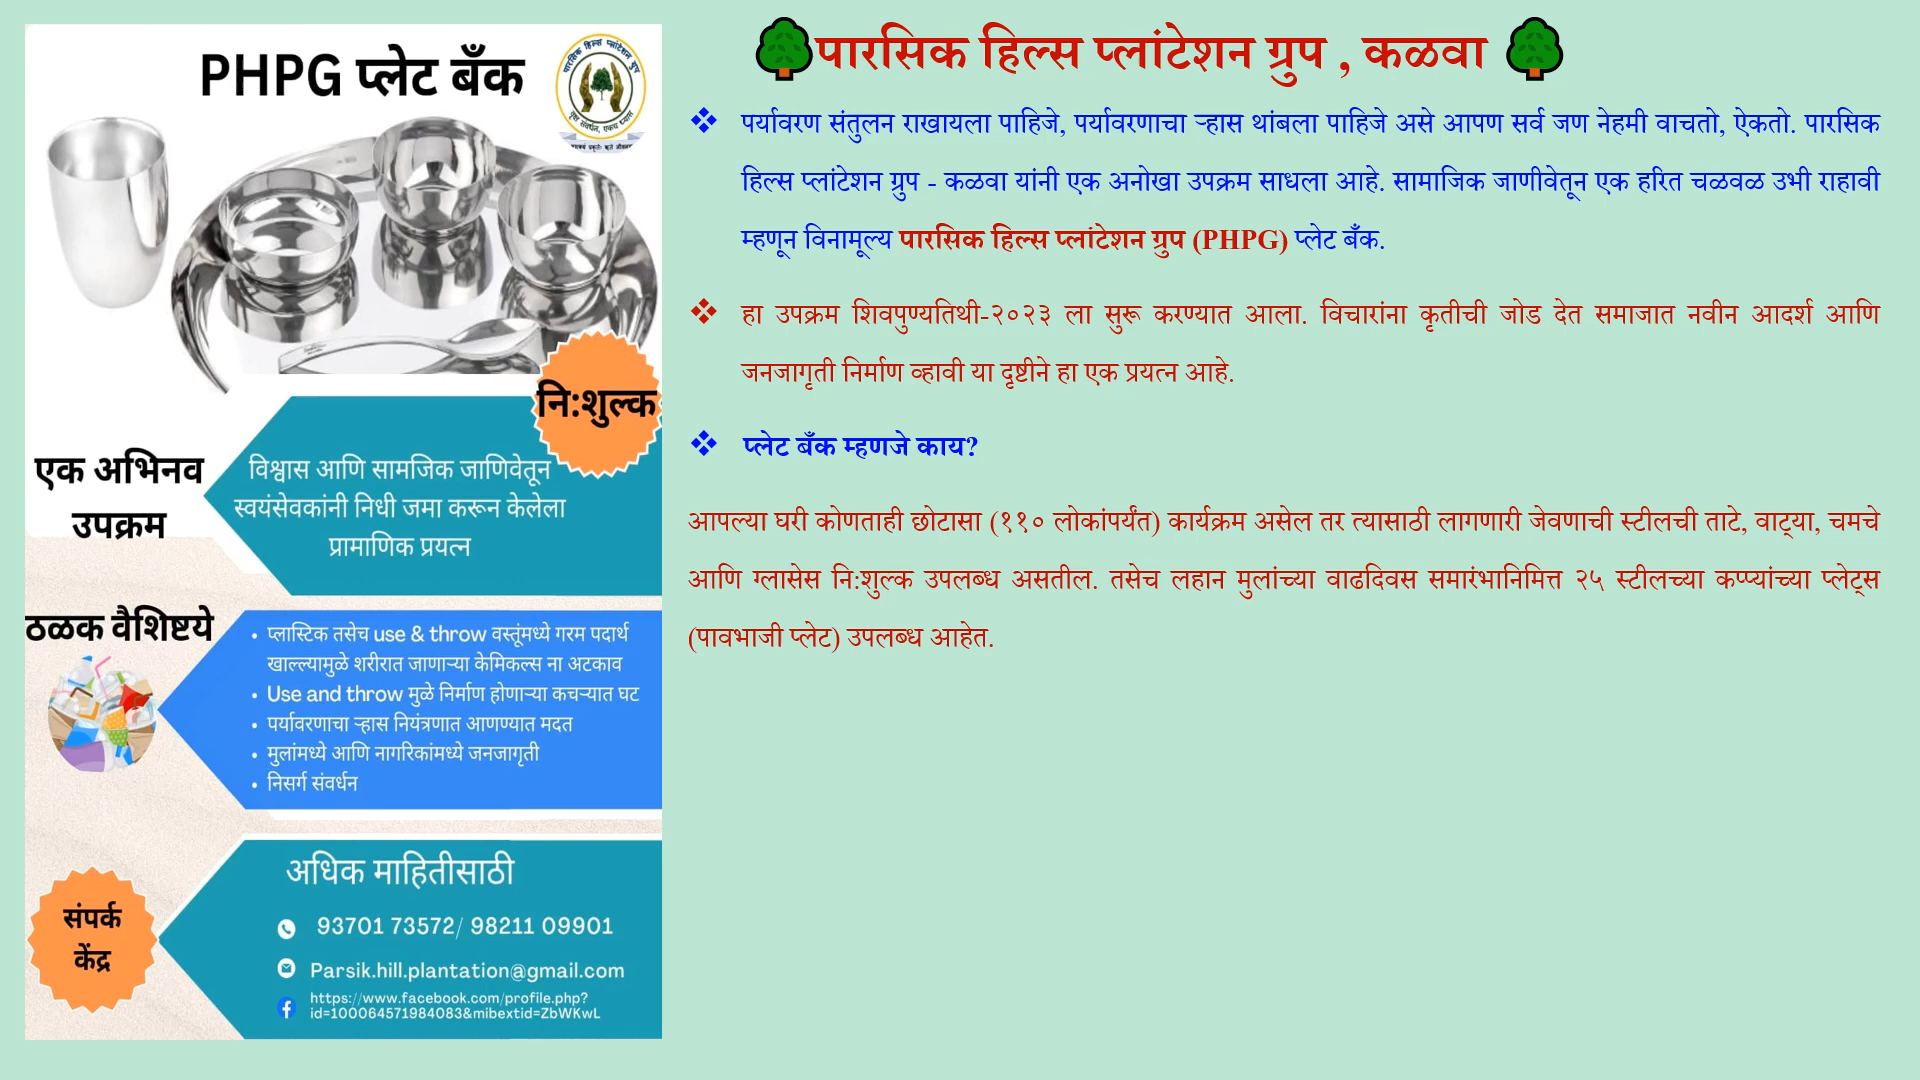 PHPG प्लेट बँक
पारसिक हिल्स प्लांटेशन ग्रुप
वृक्ष संवर्धन, एकच ध्यास
नि:शुल्क
एक अभिनव
उपक्रम
विश्वास आणि सामजिक जाणिवेतून
स्वयंसेवकांनी निधी जमा करून केलेला
प्रामाणिक प्रयत्न
ठळक वैशिष्टये
• प्लास्टिक तसेच use & throw वस्तूंमध्ये गरम पदार्थ
खाल्ल्यामुळे शरीरात जाणाऱ्या केमिकल्स ना अटकाव
• Use and throw मुळे निर्माण होणाऱ्या कचऱ्यात घट
• पर्यावरणाचा ऱ्हास नियंत्रणात आणण्यात मदत
• मुलांमध्ये आणि नागरिकांमध्ये जनजागृती
• निसर्ग संवर्धन
संपर्क
केंद्र
अधिक माहितीसाठी
93701 73572/ 98211 09901
Parsik.hill.plantation@gmail.com
https://www.facebook.com/profile.php?
id=100064571984083&mibextid=ZbWKwL
पारसिक हिल्स प्लांटेशन ग्रुप , कळवा
❖ पर्यावरण संतुलन राखायला पाहिजे, पर्यावरणाचा ऱ्हास थांबला पाहिजे असे आपण सर्व जण नेहमी वाचतो, ऐकतो. पारसिक
हिल्स प्लांटेशन ग्रुप - कळवा यांनी एक अनोखा उपक्रम साधला आहे. सामाजिक जाणीवेतून एक हरित चळवळ उभी राहावी
म्हणून विनामूल्य पारसिक हिल्स प्लांटेशन ग्रुप (PHPG) प्लेट बँक.
❖ हा उपक्रम शिवपुण्यतिथी-२०२३ ला सुरू करण्यात आला. विचारांना कृतीची जोड देत समाजात नवीन आदर्श आणि
जनजागृती निर्माण व्हावी या दृष्टीने हा एक प्रयत्न आहे.
❖ प्लेट बँक म्हणजे काय?
आपल्या घरी कोणताही छोटासा (११० लोकांपर्यंत) कार्यक्रम असेल तर त्यासाठी लागणारी जेवणाची स्टीलची ताटे, वाट्या, चमचे
आणि ग्लासेस नि:शुल्क उपलब्ध असतील. तसेच लहान मुलांच्या वाढदिवस समारंभानिमित्त २५ स्टीलच्या कप्प्यांच्या प्लेट्स
(पावभाजी प्लेट) उपलब्ध आहेत.